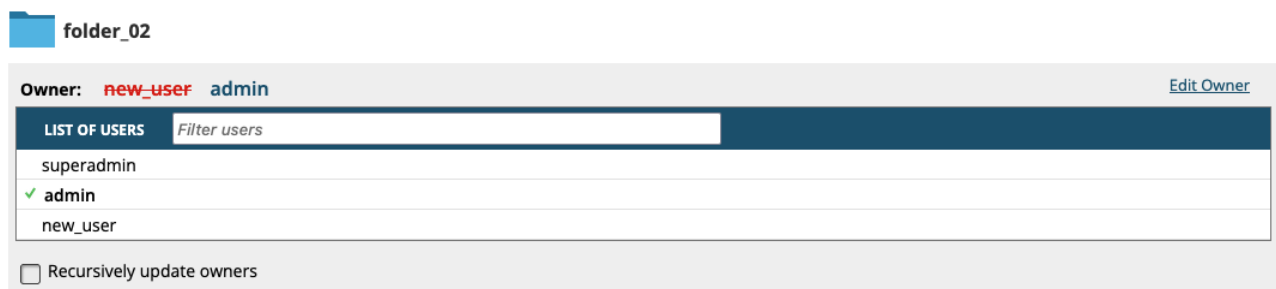 folder_02
Owner: new_user admin Edit Owner
LIST OF USERS Filter users
superadmin
admin
new_user
Recursively update owners